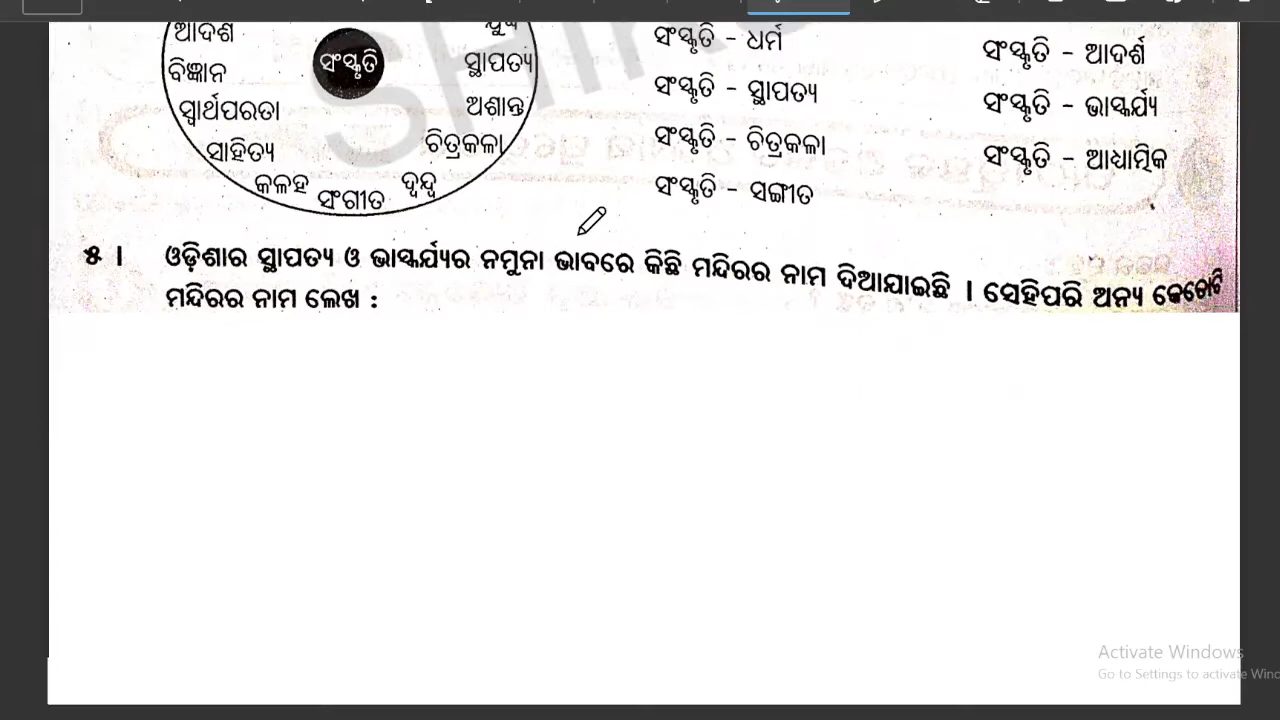 ଆଦର୍ଶ
ସଂସ୍କୃତି
ବିଜ୍ଞାନ
ସ୍ଥାପତ୍ୟ
ସ୍ୱାର୍ଥପରତା
ଅଶାନ୍ତ
ସାହିତ୍ୟ
ଚିତ୍ରକଳା
କଳହ
ସଂଗୀତ
ଦ୍ୱନ୍ଦ୍ୱ
ସଂସ୍କୃତି - ଧର୍ମ
ସଂସ୍କୃତି - ସ୍ଥାପତ୍ୟ
ସଂସ୍କୃତି - ଚିତ୍ରକଳା
ସଂସ୍କୃତି - ସଙ୍ଗୀତ
ସଂସ୍କୃତି - ଆଦର୍ଶ
ସଂସ୍କୃତି - ଭାସ୍କର୍ଯ୍ୟ
ସଂସ୍କୃତି - ଆଧ୍ୟାତ୍ମିକ
୫ । ଓଡ଼ିଶାର ସ୍ଥାପତ୍ୟ ଓ ଭାସ୍କର୍ଯ୍ୟର ନମୁନା ଭାବରେ କିଛି ମନ୍ଦିରର ନାମ ଦିଆଯାଇଛି । ସେହିପରି ଅନ୍ୟ କେତୋଟି
ମନ୍ଦିରର ନାମ ଲେଖ :
Activate Windows
Go to Settings to activate Wind